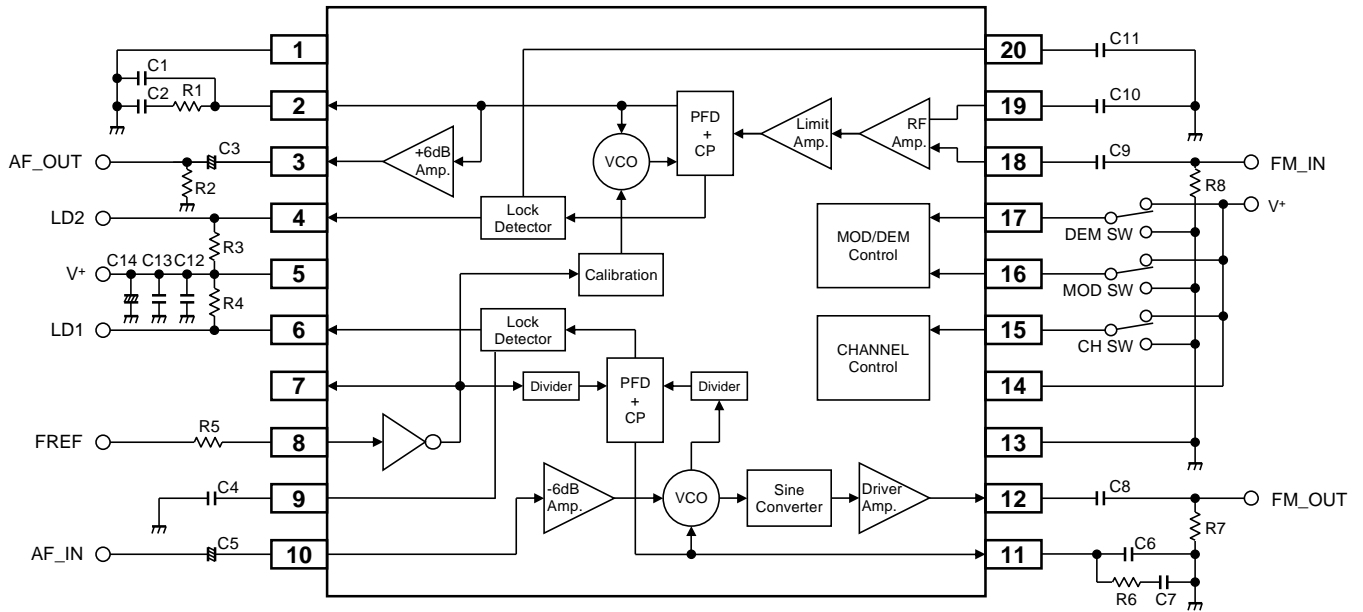 1
20
C11
C1
C2
R1
2
19
C10
AF_OUT
C3
3
+6dB
Amp.
VCO
PFD
+
CP
Limit
Amp.
RF
Amp.
18
C9
FM_IN
R2
R8
LD2
4
Lock
Detector
MOD/DEM
Control
17
DEM SW
V+
R3
C14
C13
C12
V+
5
Calibration
16
MOD SW
R4
LD1
6
Lock
Detector
CHANNEL
Control
15
CH SW
7
Divider
PFD
+
CP
Divider
14
FREF
R5
8
13
C4
9
-6dB
Amp.
VCO
Sine
Converter
Driver
Amp.
12
C8
FM_OUT
R7
AF_IN
C5
10
11
C6
R6
C7